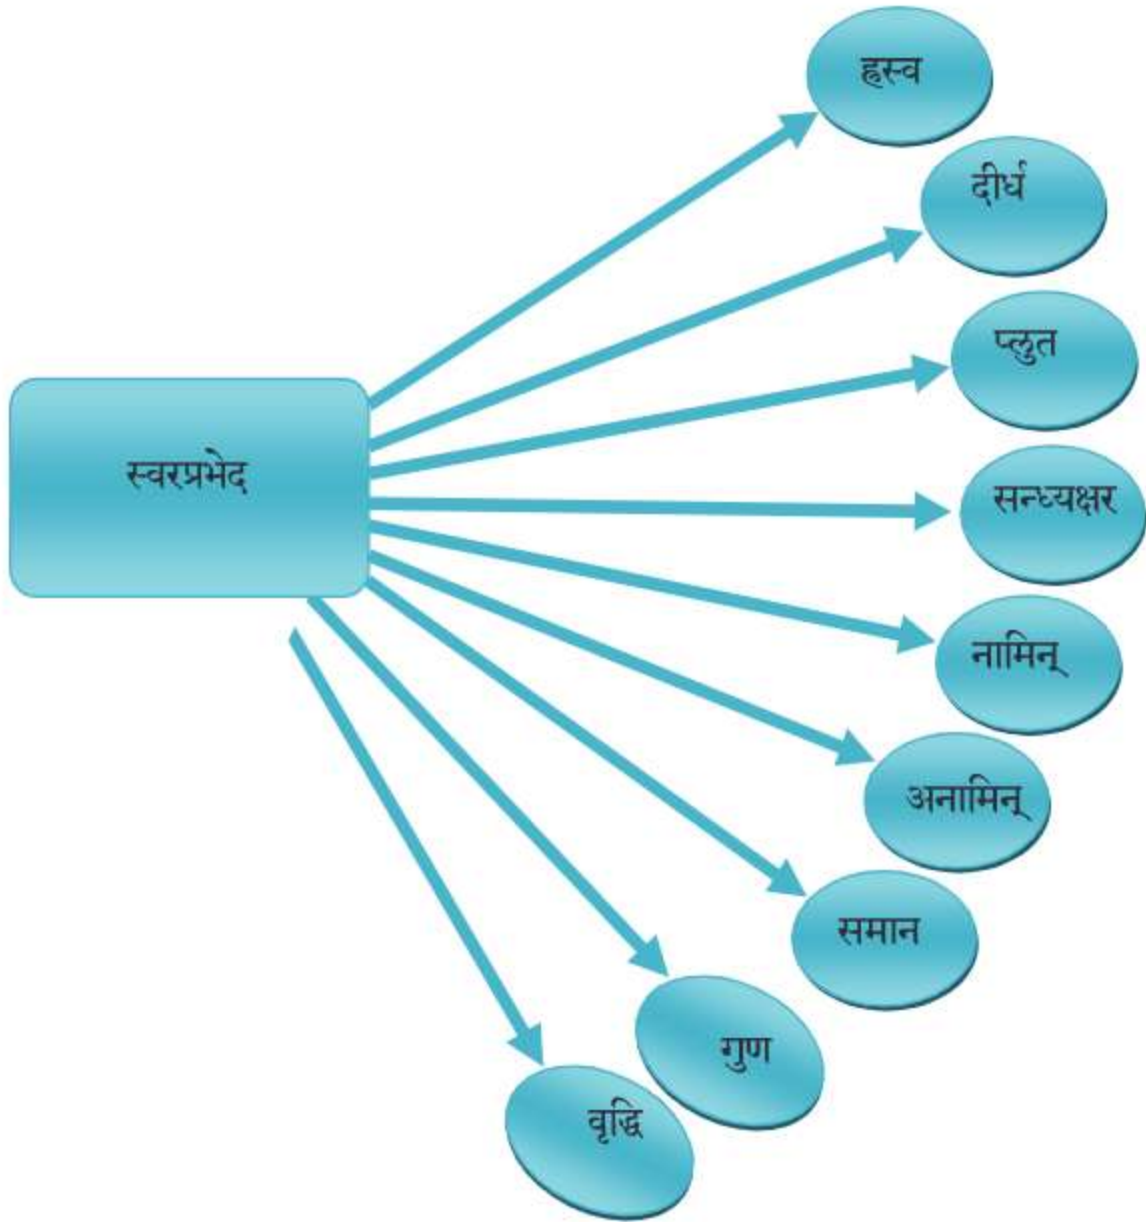 ह्रस्व
दीर्ध
प्लुत
स्वरप्रभेद
सन्ध्यक्षर
नामिन्
अनामिन्
समान
गुण
वृद्धि